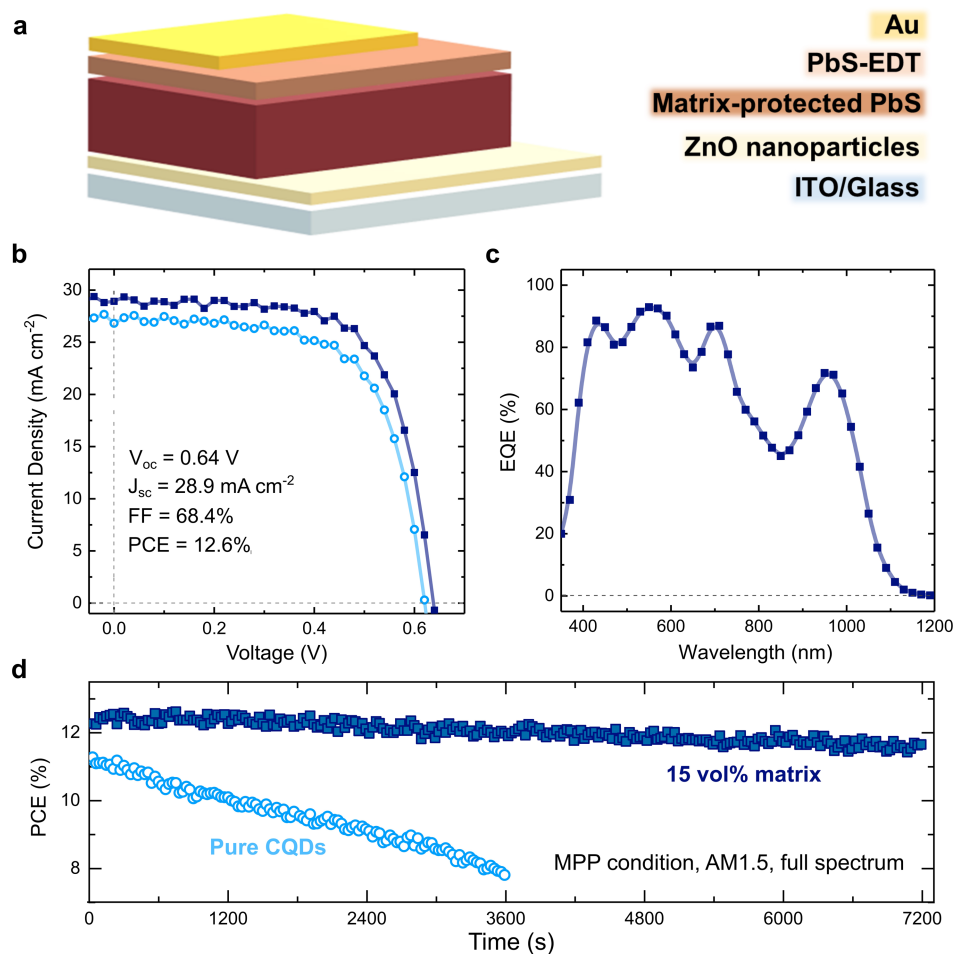 a
Au
PbS-EDT
Matrix-protected PbS
ZnO nanoparticles
ITO/Glass
b
30
25
20
15
10
5
0
Current Density (mA cm⁻²)
V_oc = 0.64 V
J_sc = 28.9 mA cm⁻²
FF = 68.4%
PCE = 12.6%
0.0
0.2
0.4
0.6
Voltage (V)
c
100
80
60
40
20
0
EQE (%)
400
600
800
1000
1200
Wavelength (nm)
d
12
10
8
PCE (%)
15 vol% matrix
Pure CQDs
MPP condition, AM1.5, full spectrum
0
1200
2400
3600
4800
6000
7200
Time (s)